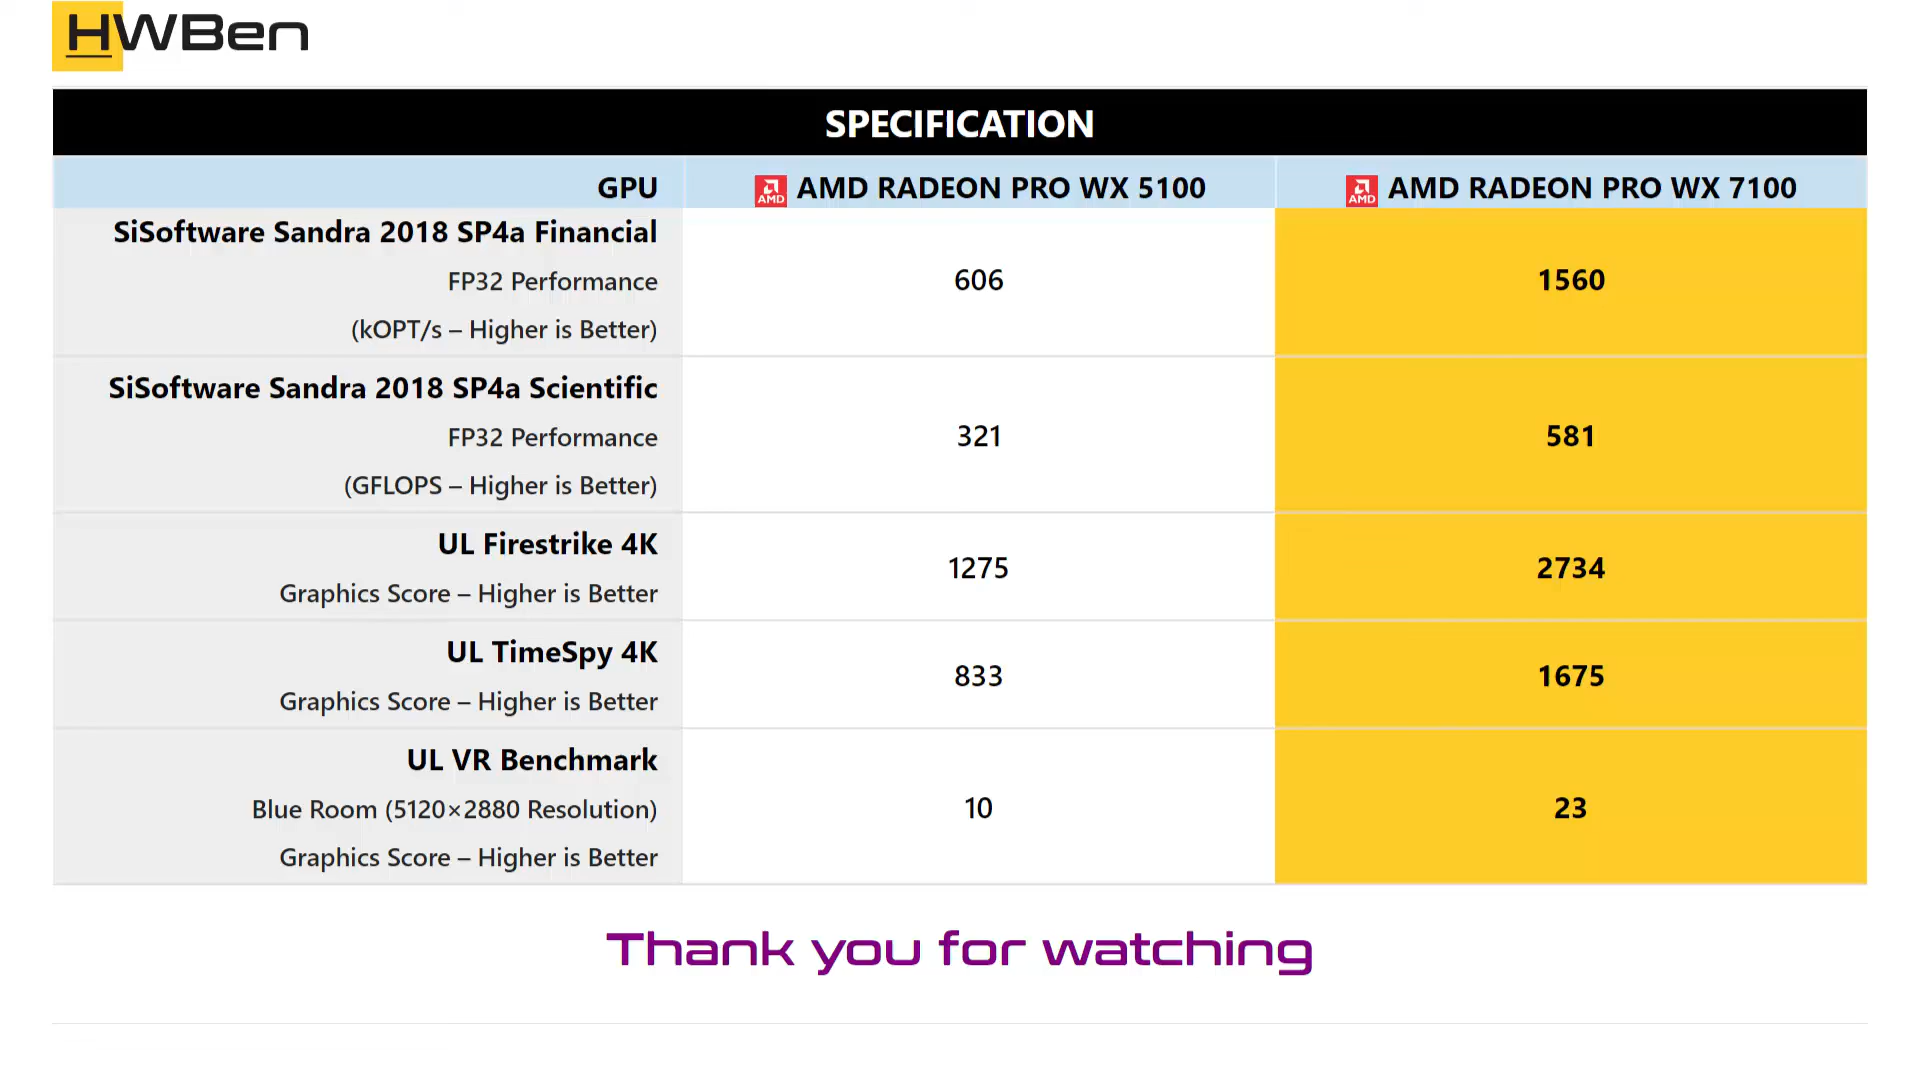 HWBen
SPECIFICATION
GPU
AMD AMD RADEON PRO WX 5100
AMD AMD RADEON PRO WX 7100
SiSoftware Sandra 2018 SP4a Financial
FP32 Performance
(kOPT/s – Higher is Better)
606
1560
SiSoftware Sandra 2018 SP4a Scientific
FP32 Performance
(GFLOPS – Higher is Better)
321
581
UL Firestrike 4K
Graphics Score – Higher is Better
1275
2734
UL TimeSpy 4K
Graphics Score – Higher is Better
833
1675
UL VR Benchmark
Blue Room (5120×2880 Resolution)
Graphics Score – Higher is Better
10
23
Thank you for watching